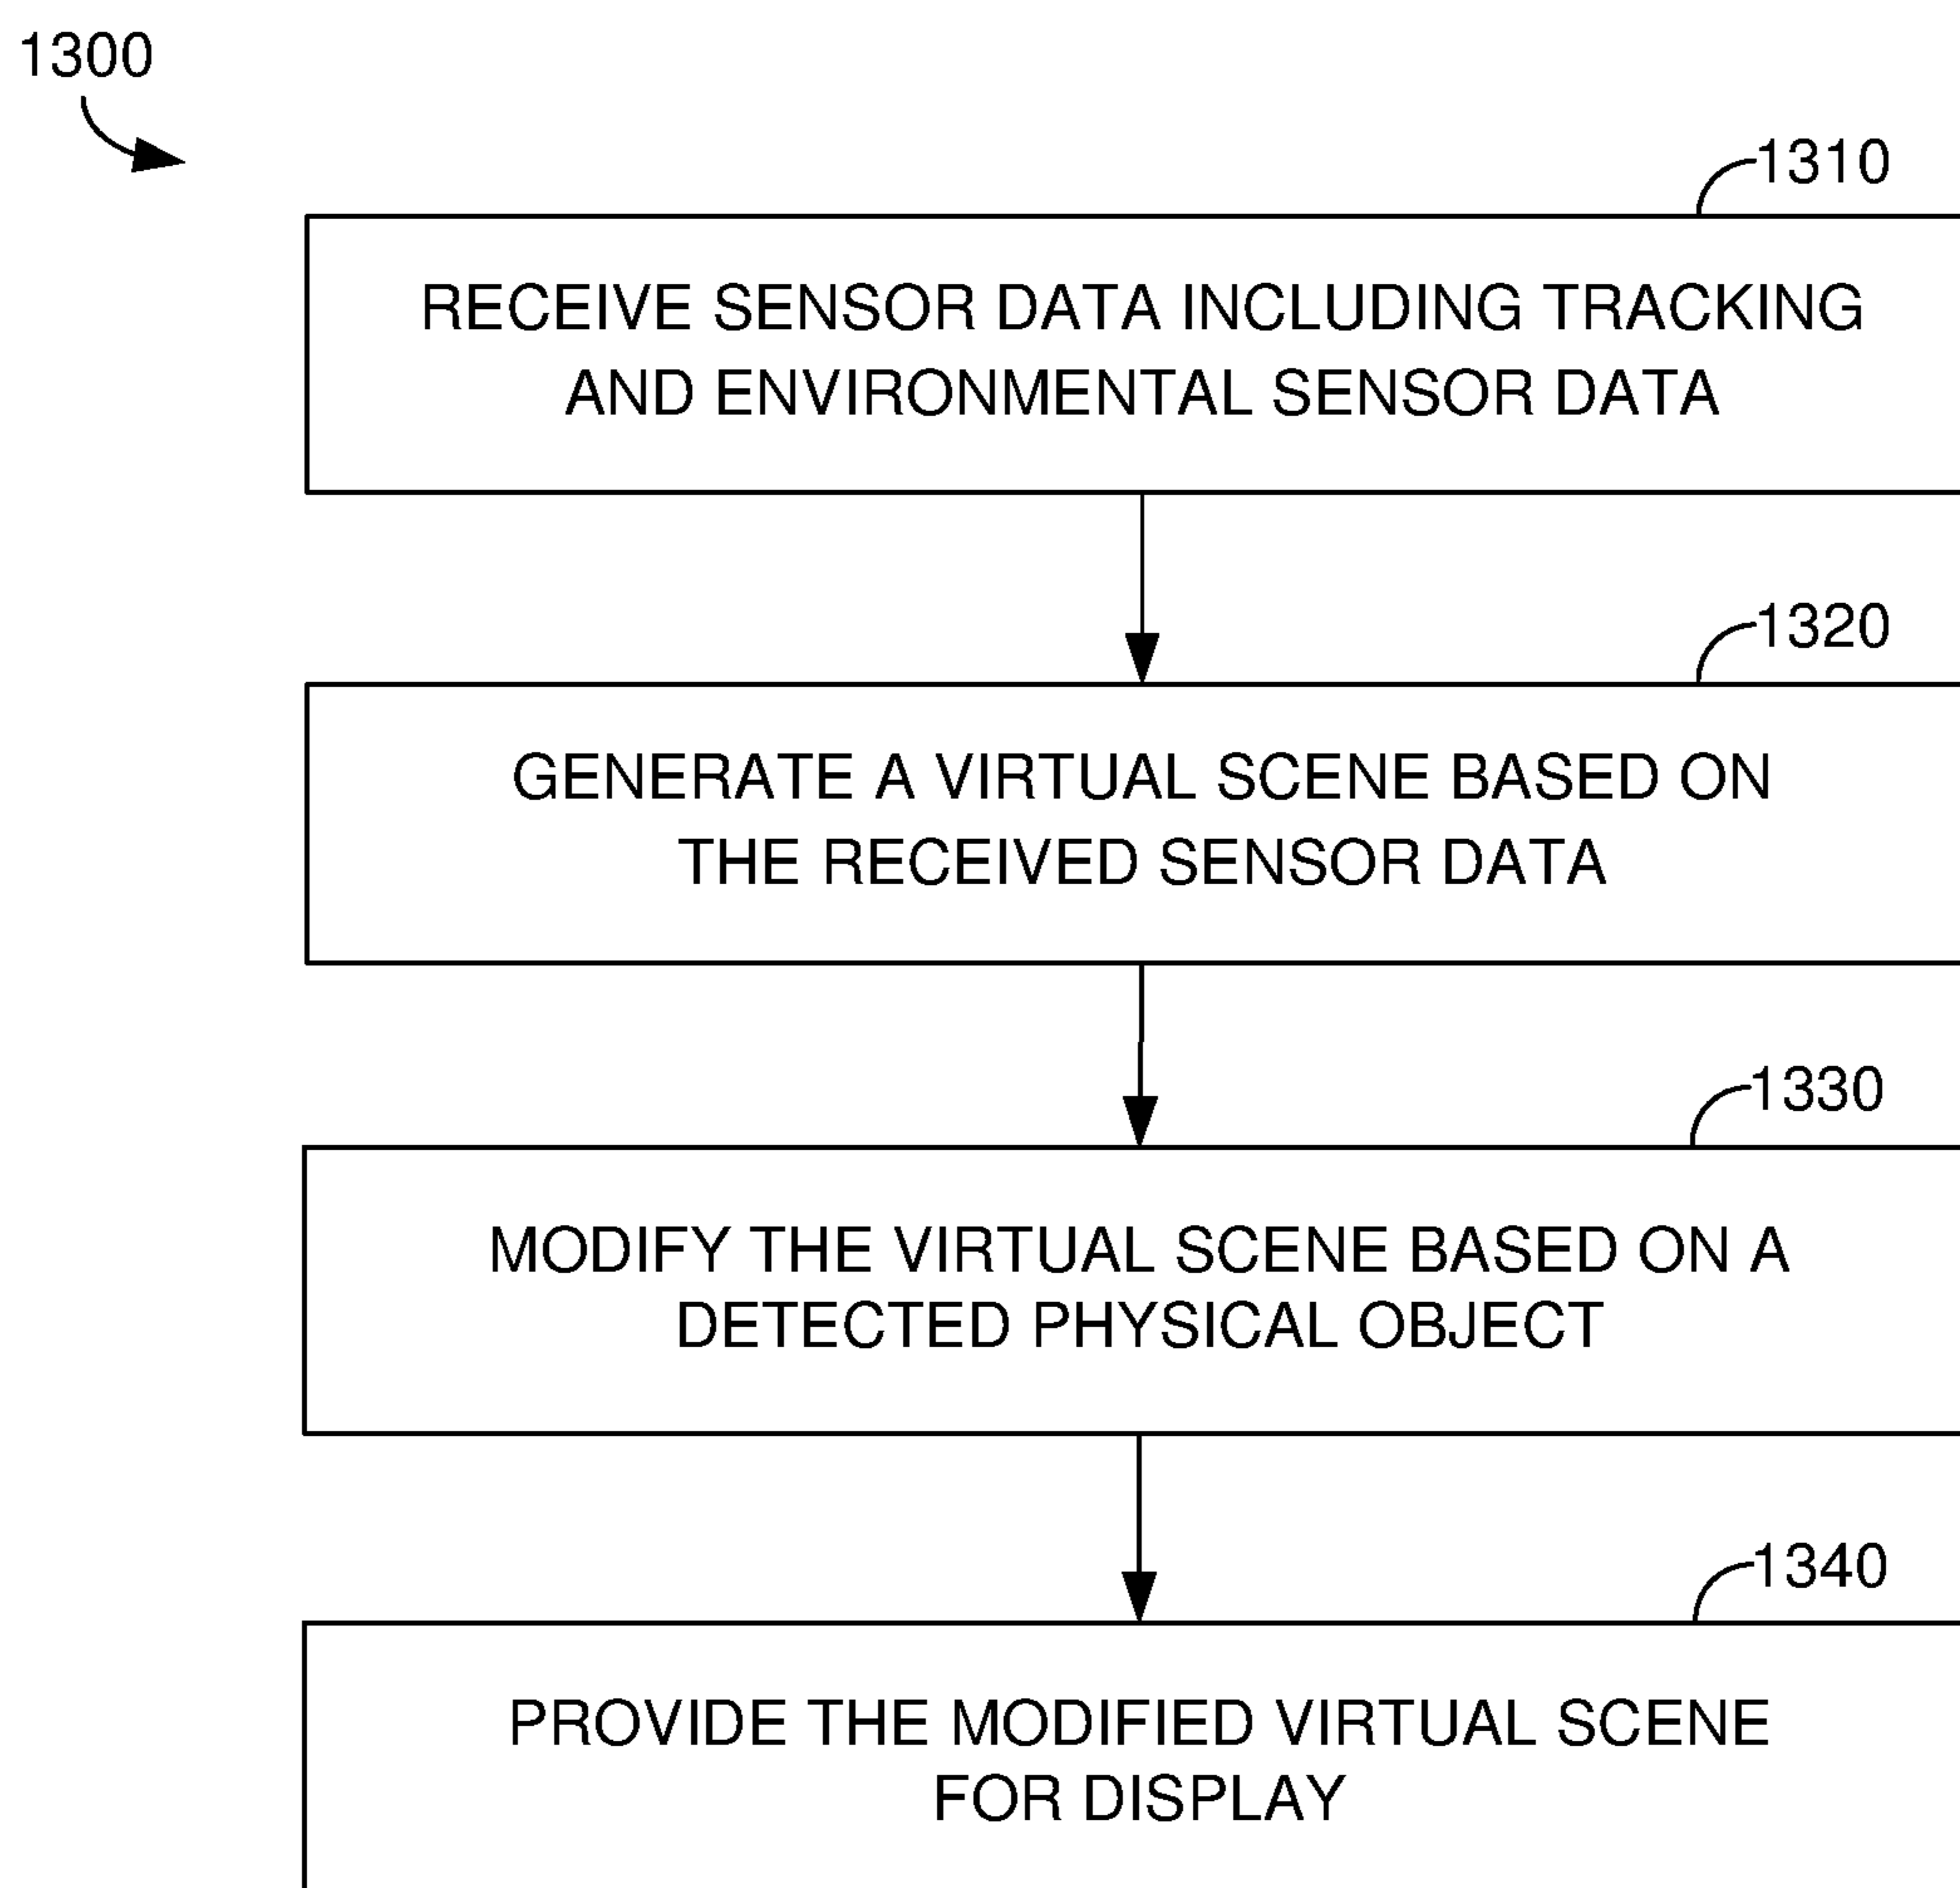 1300
1310
RECEIVE SENSOR DATA INCLUDING TRACKING
AND ENVIRONMENTAL SENSOR DATA
1320
GENERATE A VIRTUAL SCENE BASED ON
THE RECEIVED SENSOR DATA
1330
MODIFY THE VIRTUAL SCENE BASED ON A
DETECTED PHYSICAL OBJECT
1340
PROVIDE THE MODIFIED VIRTUAL SCENE
FOR DISPLAY